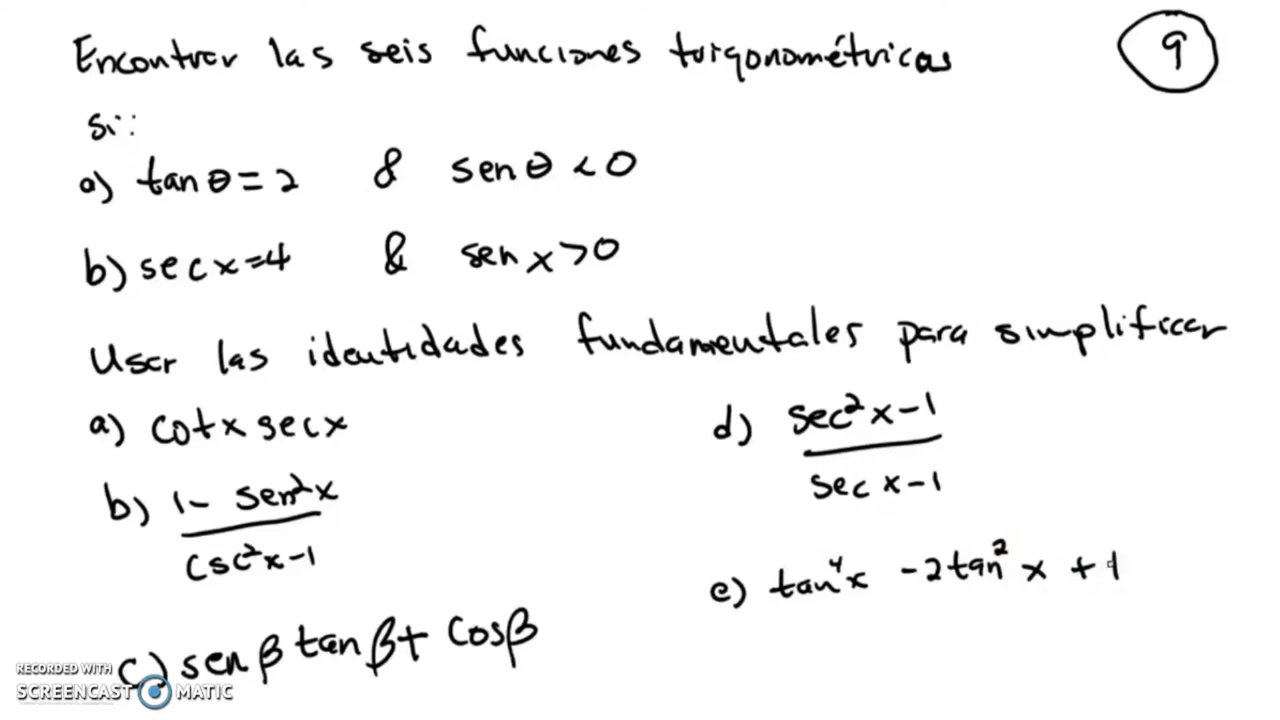 Encontrar las seis funciones trigonométricas
9
si:
a) tan θ = 2 & sen θ < 0
b) sec x = 4 & sen x > 0
Usar las identidades fundamentales para simplificar
a) cot x sec x
b) 1 - sen²x
csc²x - 1
c) sen β tan β + cos β
d) sec²x - 1
sec x - 1
e) tan⁴x - 2 tan²x + 1
RECORDED WITH
SCREENCAST MATIC